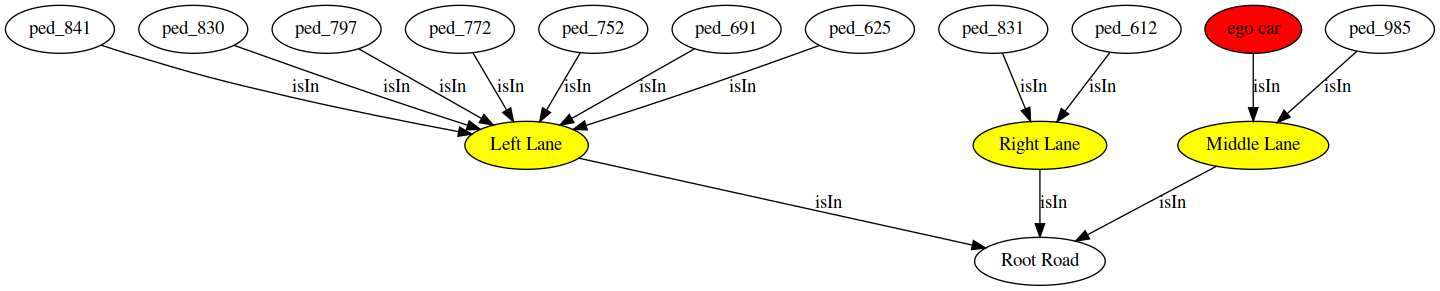 ped_841
ped_830
ped_797
ped_772
ped_752
ped_691
ped_625
ped_831
ped_612
ego car
ped_985
isIn
isIn
isIn
isIn
isIn
isIn
isIn
isIn
isIn
isIn
isIn
Left Lane
Right Lane
Middle Lane
isIn
isIn
isIn
Root Road